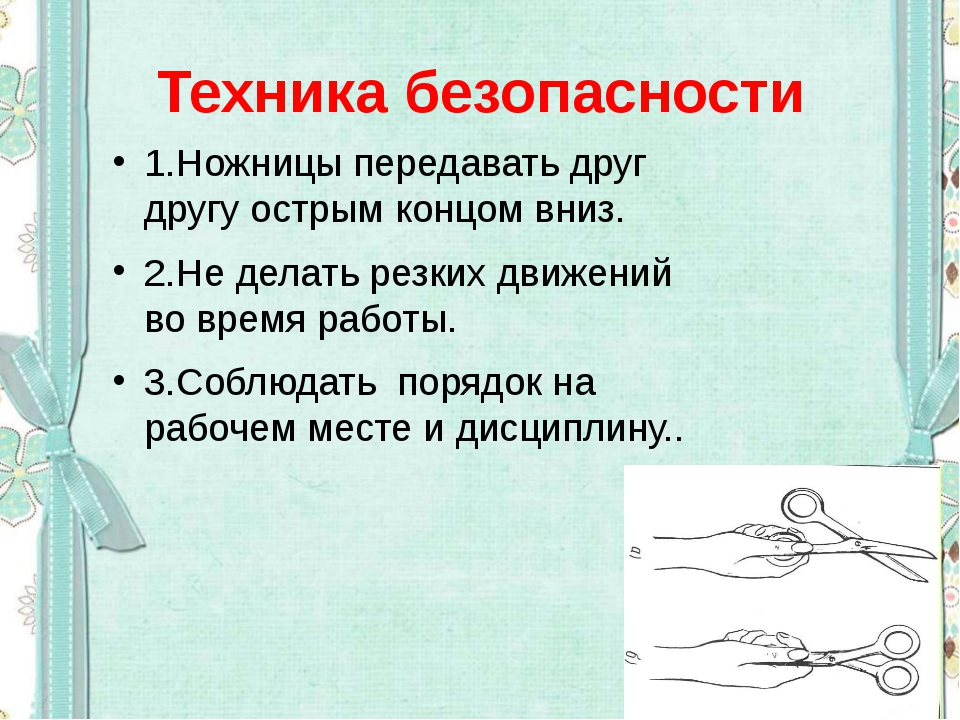 Техника безопасности
• 1.Ножницы передавать друг
другу острым концом вниз.
• 2.Не делать резких движений
во время работы.
• 3.Соблюдать  порядок на
рабочем месте и дисциплину..
а)
б)